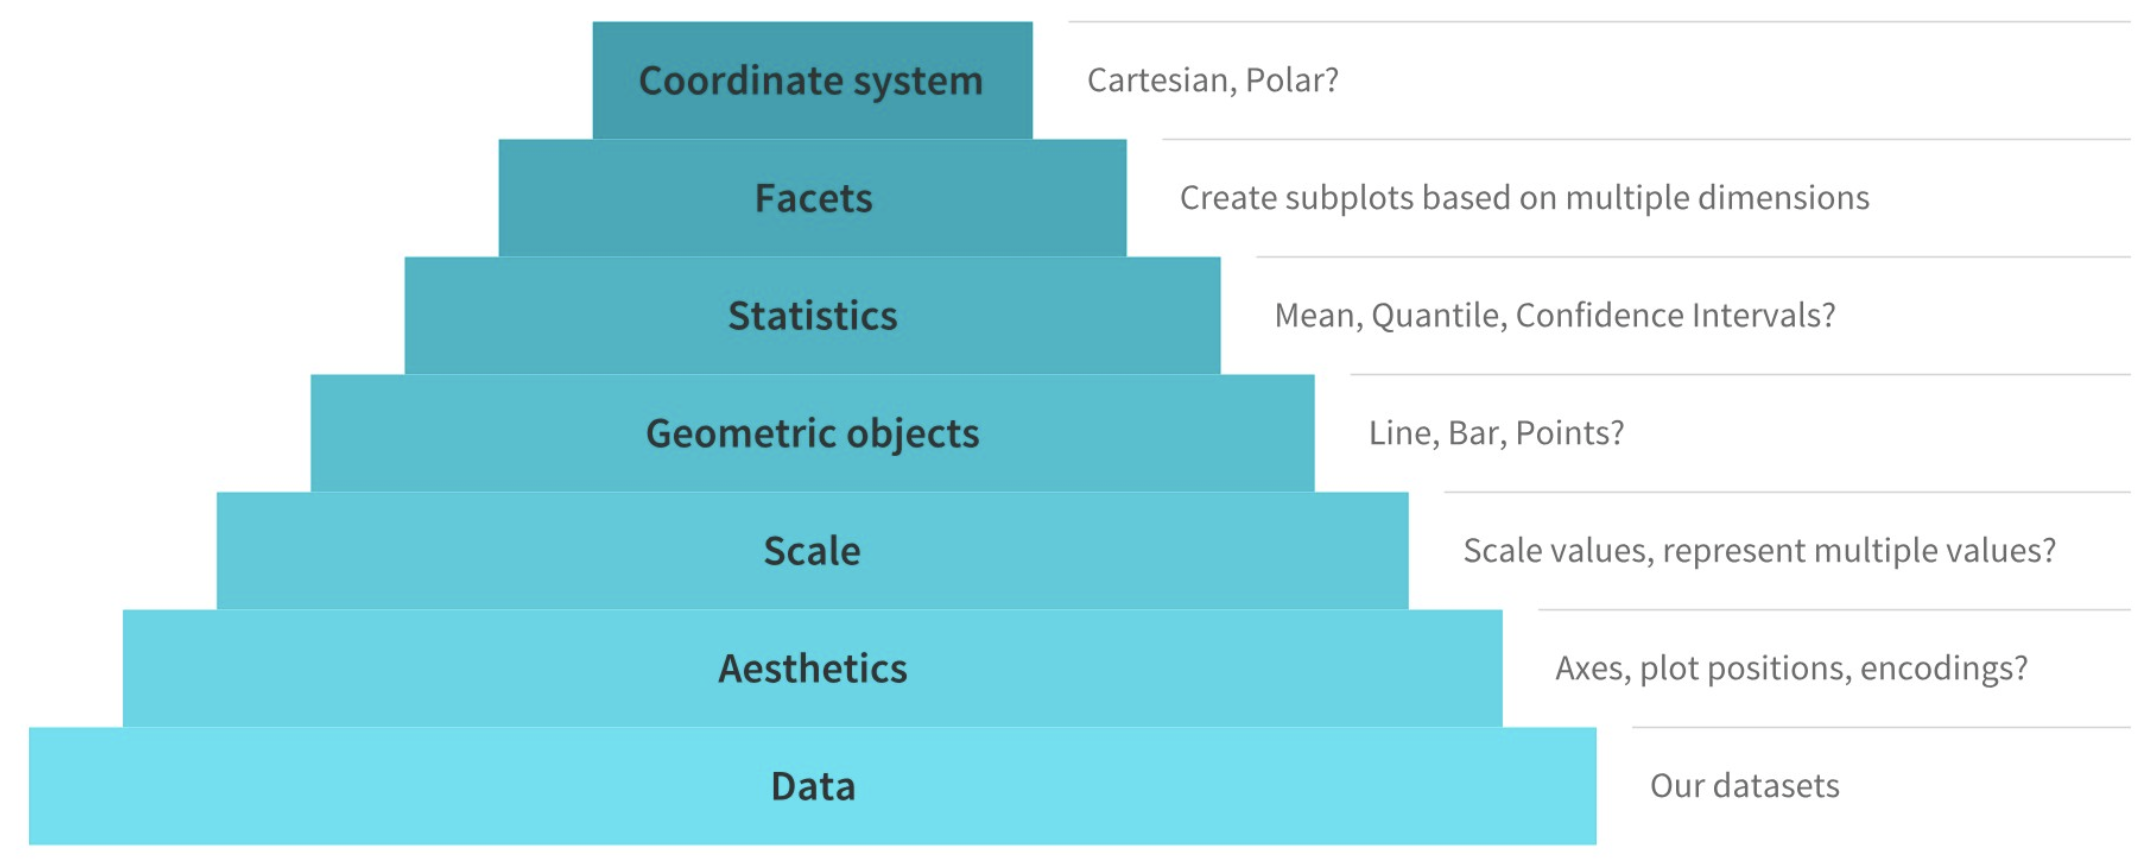 Coordinate system
Cartesian, Polar?
Facets
Create subplots based on multiple dimensions
Statistics
Mean, Quantile, Confidence Intervals?
Geometric objects
Line, Bar, Points?
Scale
Scale values, represent multiple values?
Aesthetics
Axes, plot positions, encodings?
Data
Our datasets